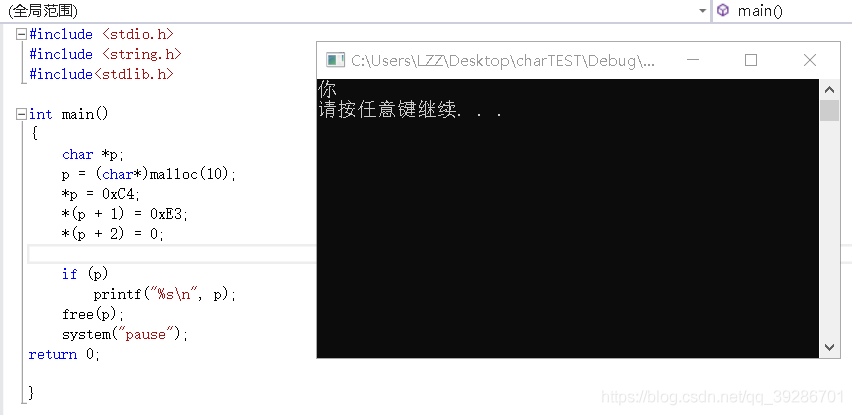 (全局范围) main()
#include <stdio.h>
#include <string.h>
#include<stdlib.h>
int main()
{
char *p;
p = (char*)malloc(10);
*p = 0xC4;
*(p + 1) = 0xE3;
*(p + 2) = 0;
if (p)
printf("%s\n", p);
free(p);
system("pause");
return 0;
}
C:\Users\LZZ\Desktop\charTEST\Debug\...
你
请按任意键继续. . .
https://blog.csdn.net/qq_39286701